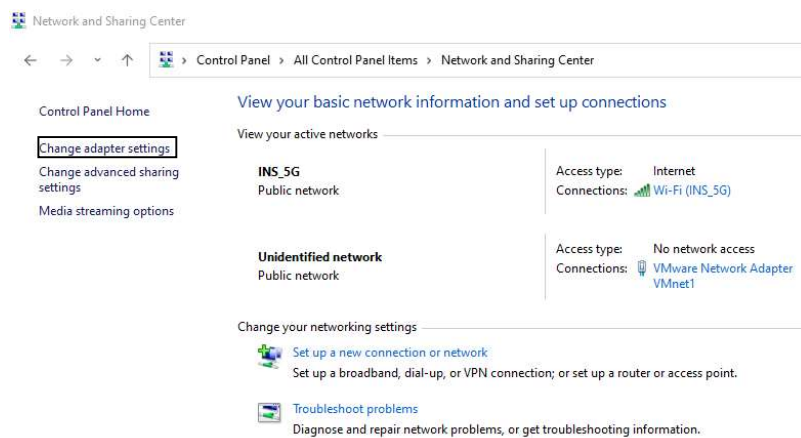 Network and Sharing Center
Control Panel > All Control Panel Items > Network and Sharing Center
Control Panel Home
Change adapter settings
Change advanced sharing
settings
Media streaming options
View your basic network information and set up connections
View your active networks
INS_5G
Public network
Access type: Internet
Connections: Wi-Fi (INS_5G)
Unidentified network
Public network
Access type: No network access
Connections: VMware Network Adapter
VMnet1
Change your networking settings
Set up a new connection or network
Set up a broadband, dial-up, or VPN connection; or set up a router or access point.
Troubleshoot problems
Diagnose and repair network problems, or get troubleshooting information.